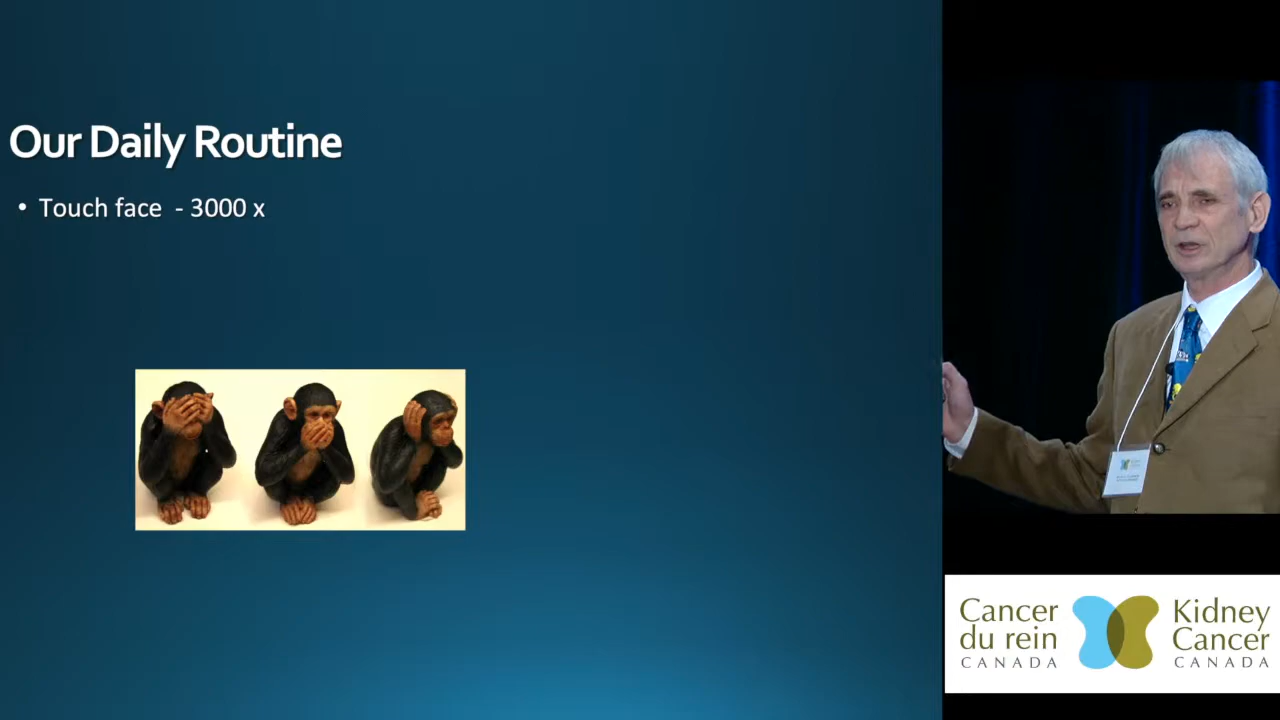 Our Daily Routine
• Touch face - 3000 x
Cancer
du rein
CANADA
Kidney
Cancer
CANADA